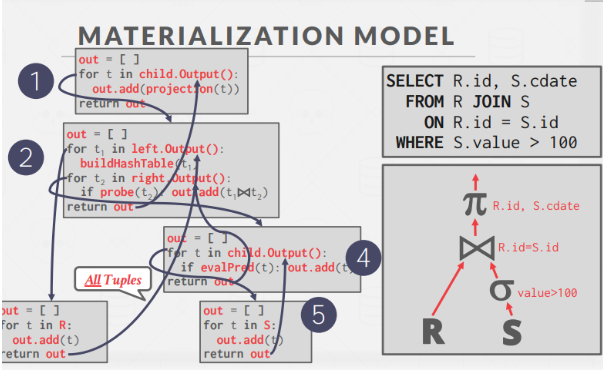 MATERIALIZATION MODEL
1
out = [ ]
for t in child.Output():
out.add(projection(t))
return out
2
out = [ ]
for t1 in left.Output():
buildHashTable(t1)
for t2 in right.Output():
if probe(t2): out.add(t1⋈t2)
return out
4
out = [ ]
for t in child.Output():
if evalPred(t): out.add(t)
return out
All Tuples
out = [ ]
for t in R:
out.add(t)
return out
5
out = [ ]
for t in S:
out.add(t)
return out
SELECT R.id, S.cdate
FROM R JOIN S
ON R.id = S.id
WHERE S.value > 100
π R.id, S.cdate
⋈ R.id=S.id
σ value>100
R S